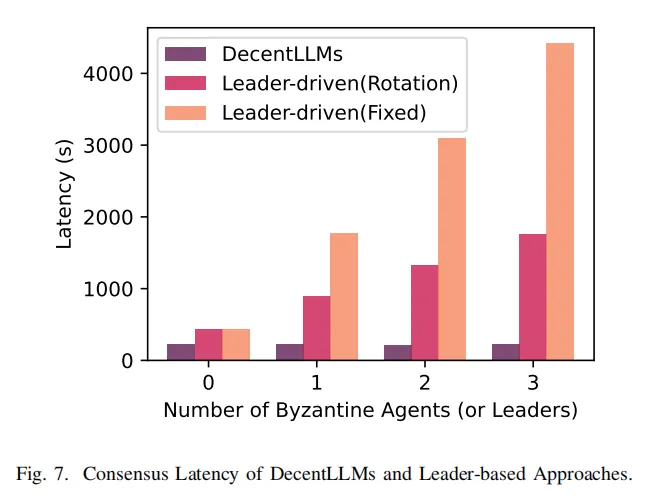 DecentLLMs
Leader-driven(Rotation)
Leader-driven(Fixed)
Latency (s)
4000
3000
2000
1000
0
0 1 2 3
Number of Byzantine Agents (or Leaders)
Fig. 7. Consensus Latency of DecentLLMs and Leader-based Approaches.